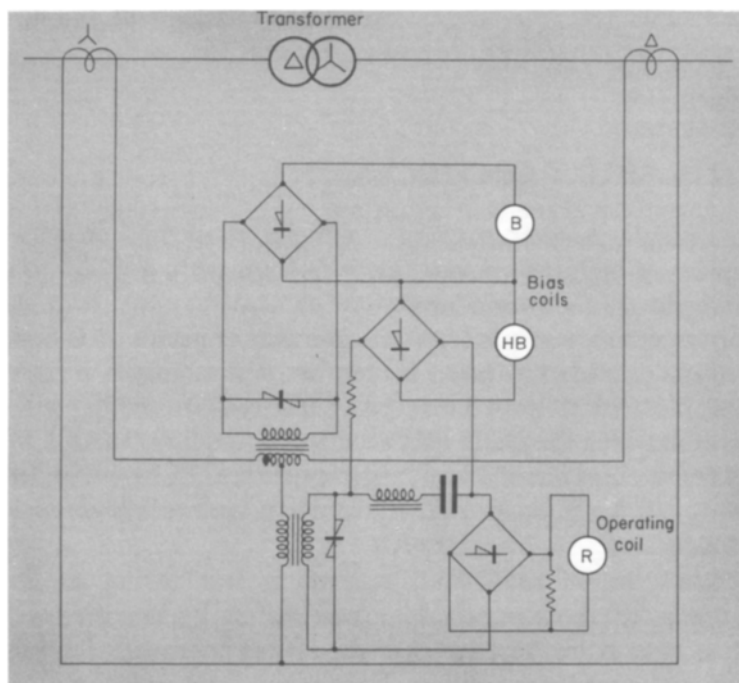 Transformer
B
Bias
coils
HB
Operating
coil
R